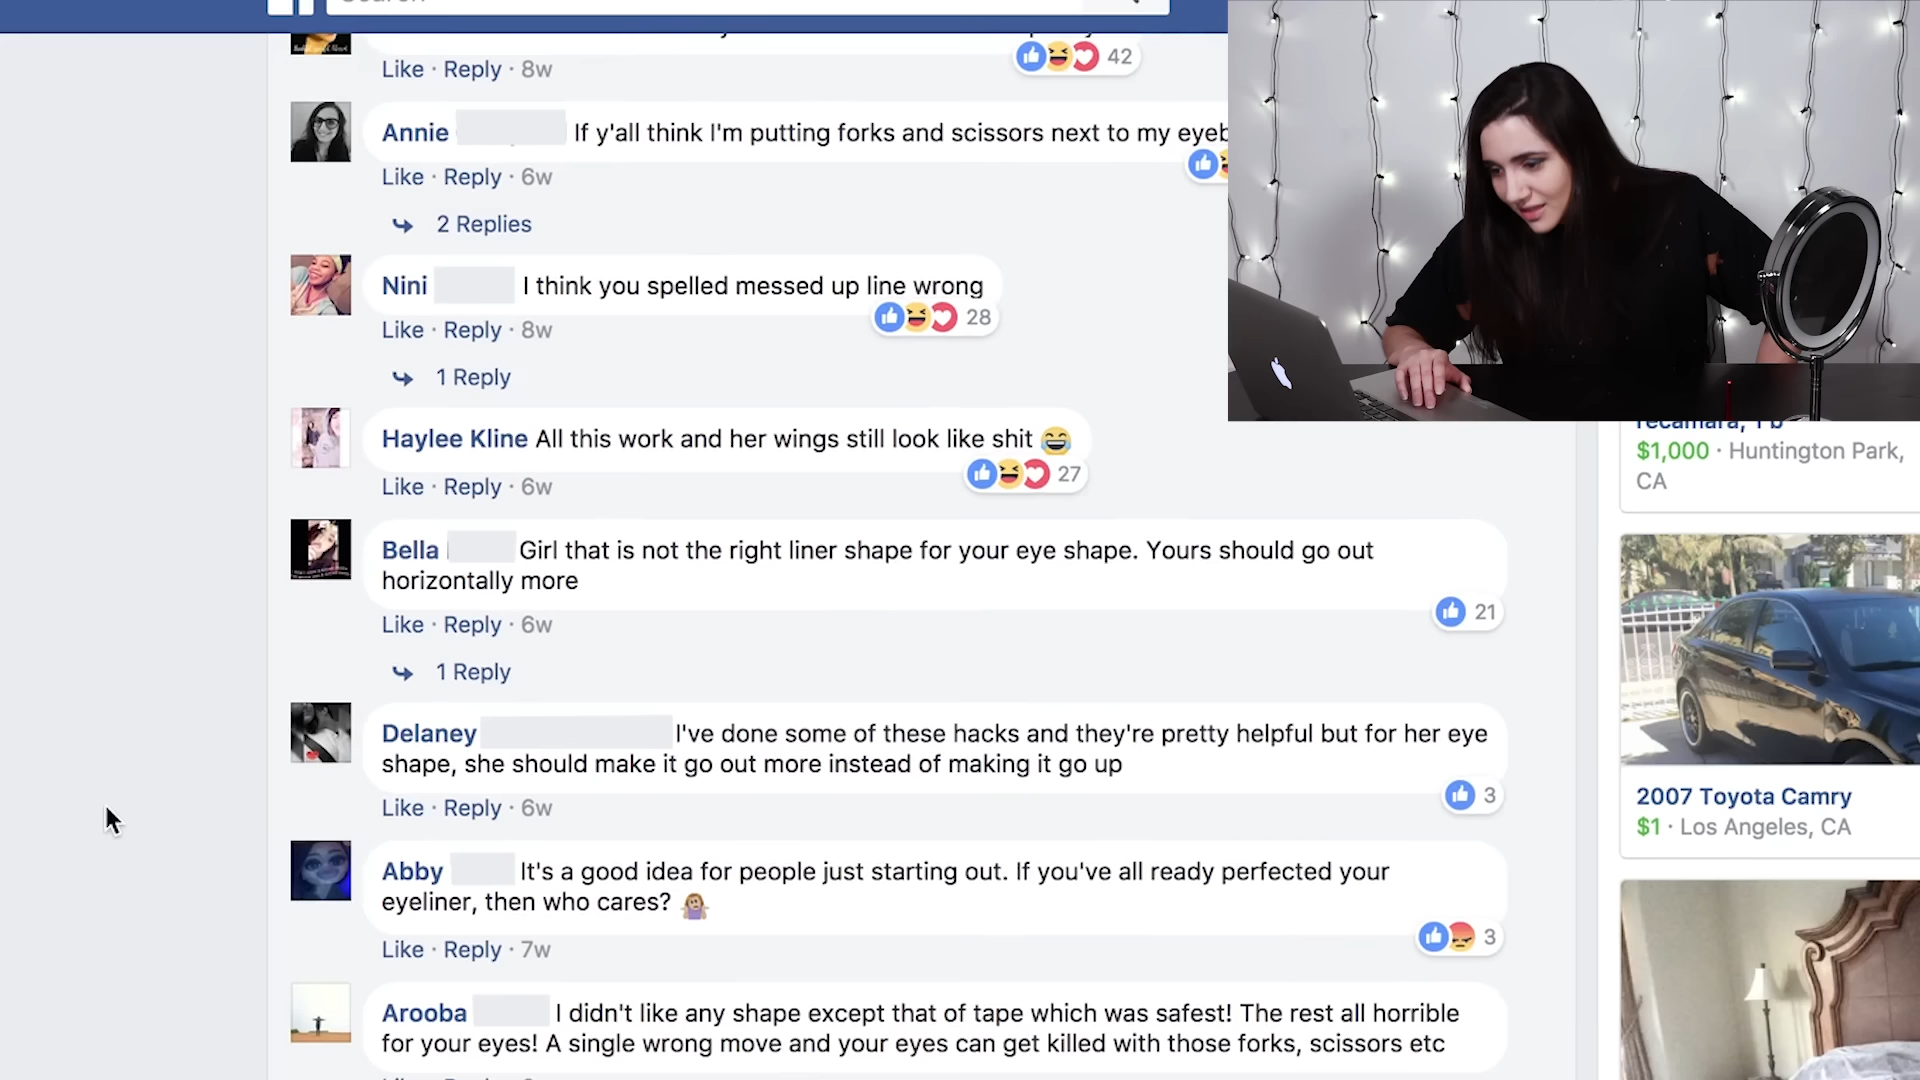 Search
Like · Reply · 8w
42
Annie If y'all think I'm putting forks and scissors next to my
Like · Reply · 6w
2 Replies
Nini I think you spelled messed up line wrong
28
Like · Reply · 8w
1 Reply
Haylee Kline All this work and her wings still look like shit 😂
27
Like · Reply · 6w
Bella Girl that is not the right liner shape for your eye shape. Yours should go out
horizontally more
21
Like · Reply · 6w
1 Reply
Delaney I've done some of these hacks and they're pretty helpful but for her eye
shape, she should make it go out more instead of making it go up
3
Like · Reply · 6w
Abby It's a good idea for people just starting out. If you've all ready perfected your
eyeliner, then who cares? 🤷🏼‍♀️
3
Like · Reply · 7w
Arooba I didn't like any shape except that of tape which was safest! The rest all horrible
for your eyes! A single wrong move and your eyes can get killed with those forks, scissors etc
$1,000 · Huntington Park,
CA
2007 Toyota Camry
$1 · Los Angeles, CA